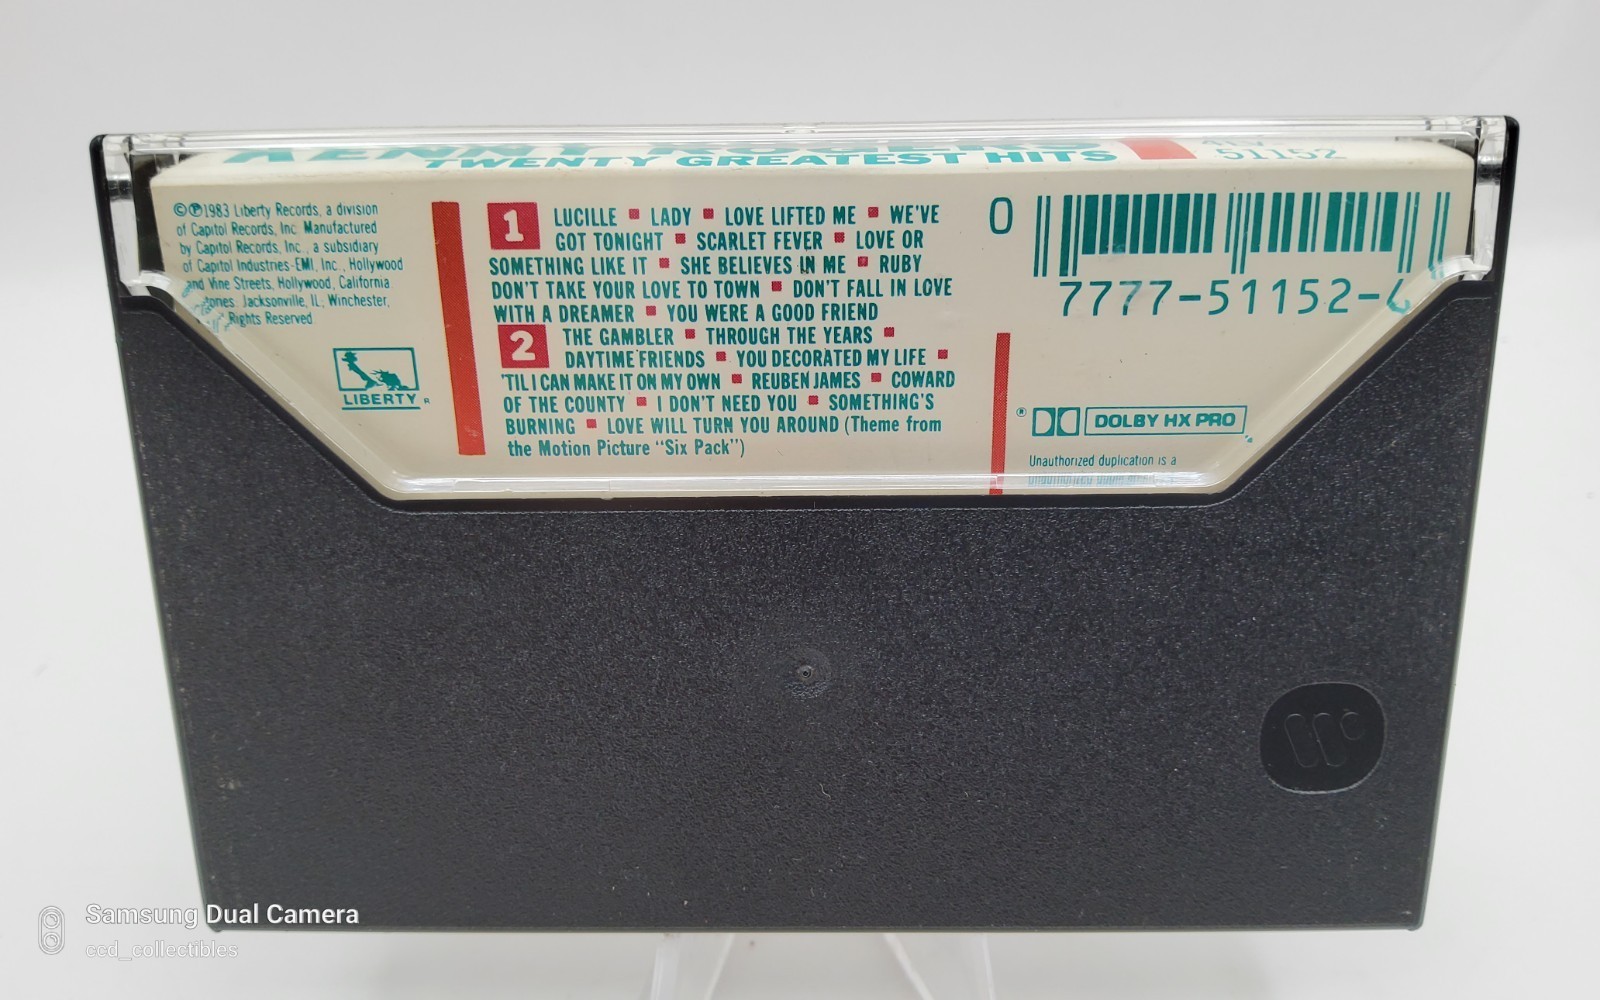 KENNY ROGERS
TWENTY GREATEST HITS
51152
©℗1983 Liberty Records, a division
of Capitol Records, Inc. Manufactured
by Capitol Records, Inc., a subsidiary
of Capitol Industries-EMI, Inc., Hollywood
and Vine Streets, Hollywood, California.
Jacksonville, IL, Winchester,
Rights Reserved.
LIBERTY
R
1 LUCILLE ■ LADY ■ LOVE LIFTED ME ■ WE'VE
GOT TONIGHT ■ SCARLET FEVER ■ LOVE OR
SOMETHING LIKE IT ■ SHE BELIEVES IN ME ■ RUBY
DON'T TAKE YOUR LOVE TO TOWN ■ DON'T FALL IN LOVE
WITH A DREAMER ■ YOU WERE A GOOD FRIEND
2 THE GAMBLER ■ THROUGH THE YEARS ■
DAYTIME FRIENDS ■ YOU DECORATED MY LIFE ■
'TIL I CAN MAKE IT ON MY OWN ■ REUBEN JAMES ■ COWARD
OF THE COUNTY ■ I DON'T NEED YOU ■ SOMETHING'S
BURNING ■ LOVE WILL TURN YOU AROUND (Theme from
the Motion Picture "Six Pack")
0
7777-51152-4
® DOLBY HX PRO
Unauthorized duplication is a
Samsung Dual Camera
ccd_collectibles